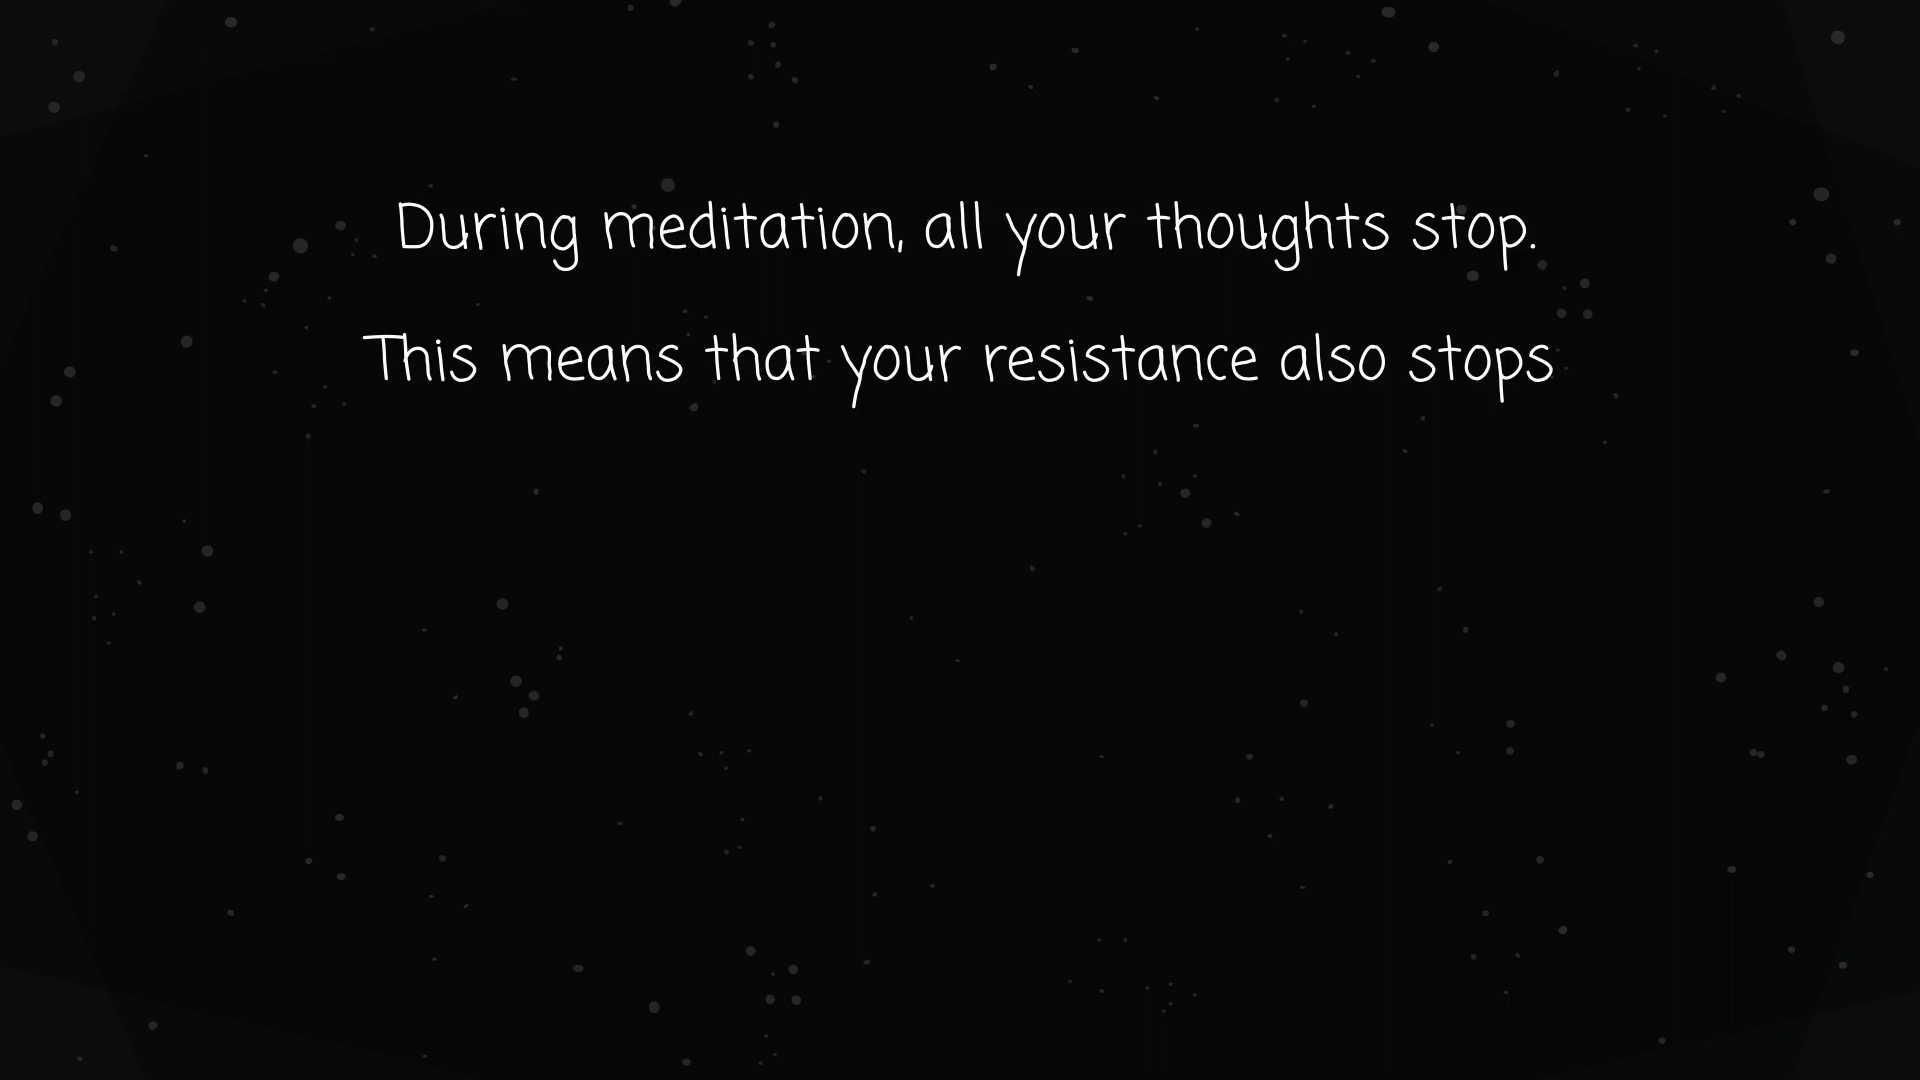 During meditation, all your thoughts stop.
This means that your resistance also stops